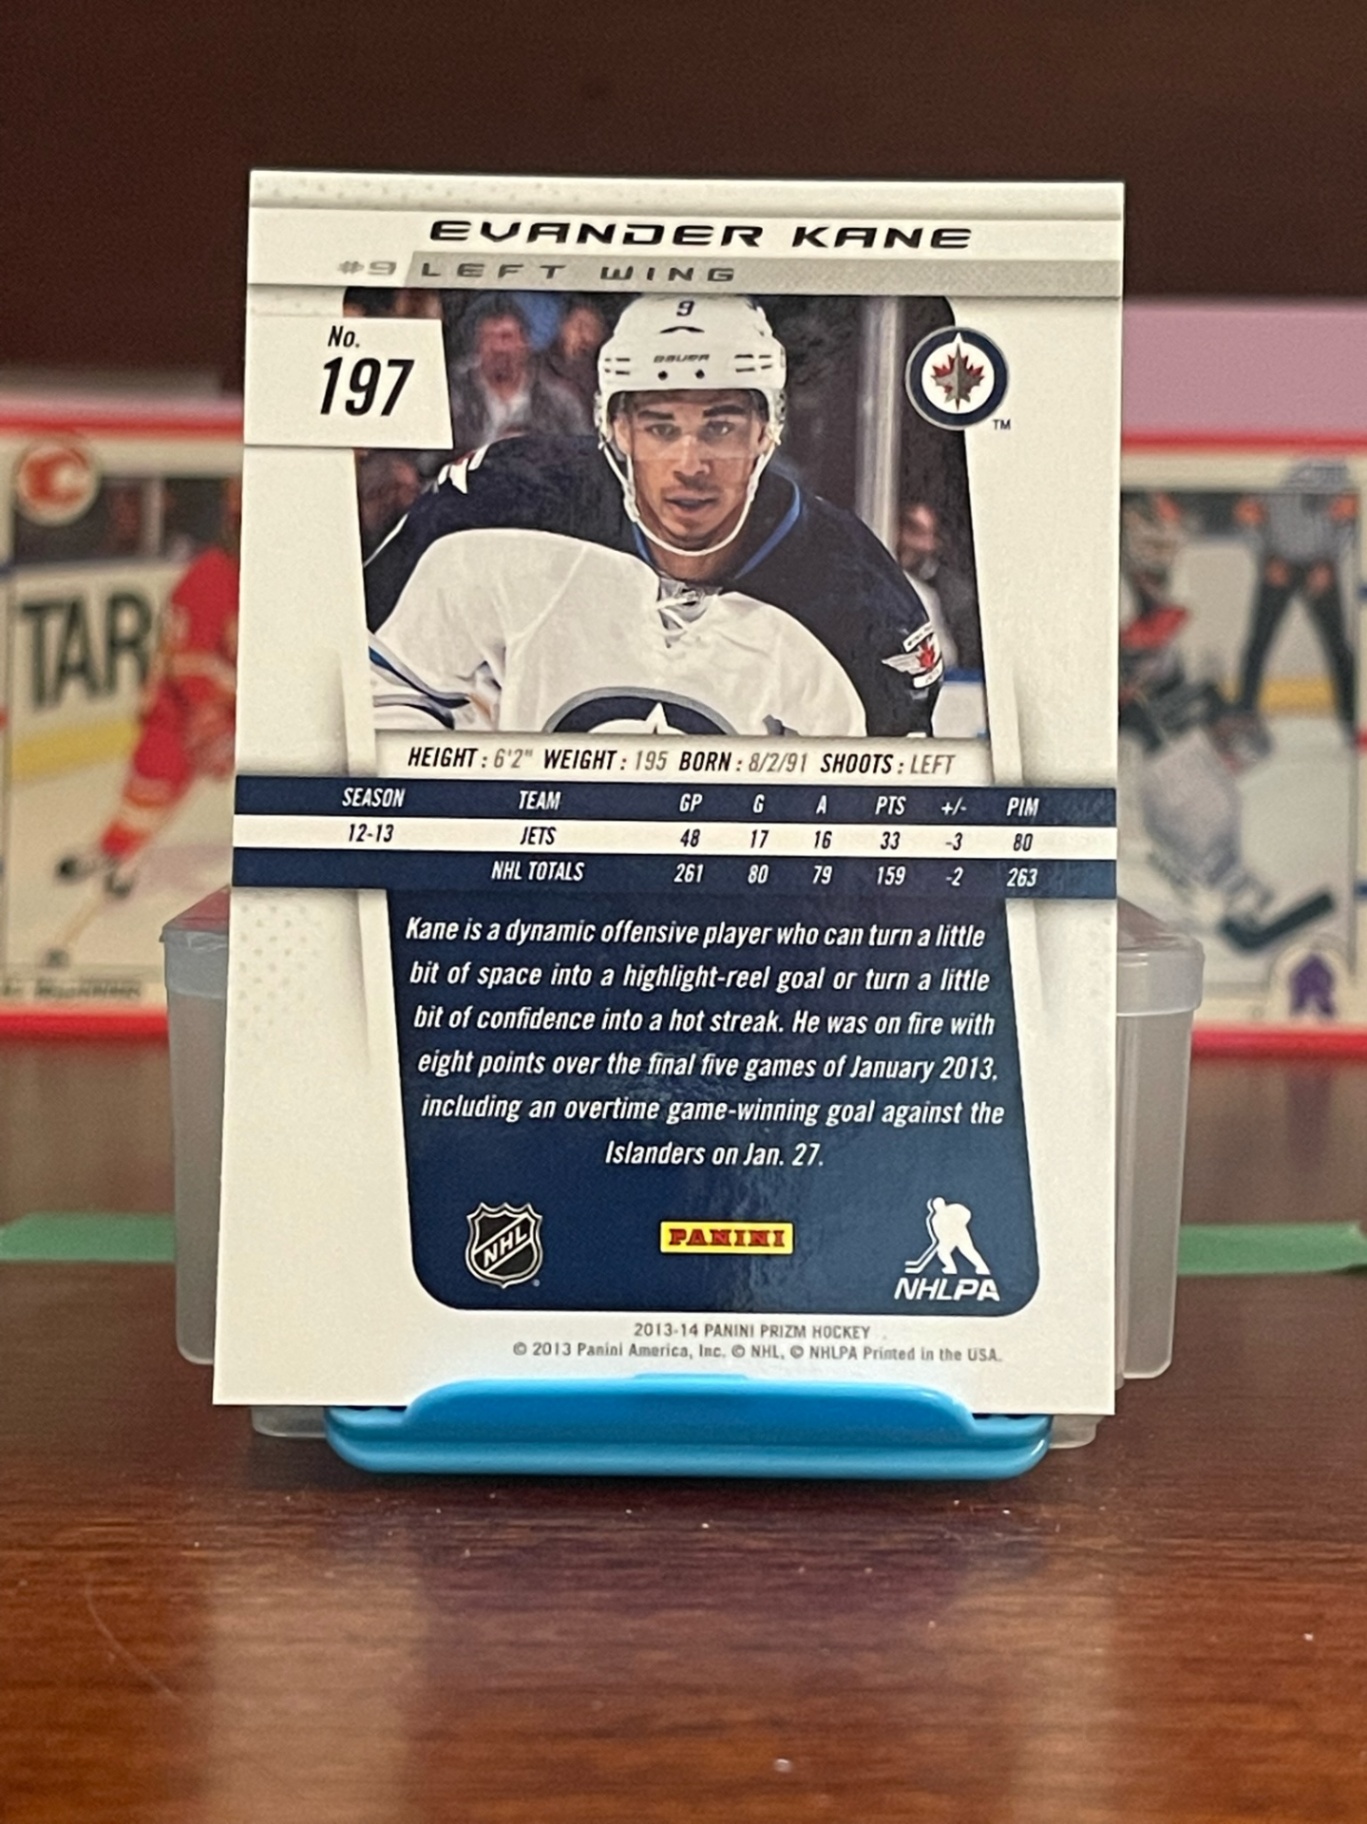 EVANDER KANE
#9 LEFT WING
No.
197
9
BAUER
TM
TAR
HEIGHT : 6'2" WEIGHT : 195 BORN : 8/2/91 SHOOTS : LEFT
SEASON TEAM GP G A PTS +/- PIM
12-13 JETS 48 17 16 33 -3 80
NHL TOTALS 261 80 79 159 -2 263
Kane is a dynamic offensive player who can turn a little
bit of space into a highlight-reel goal or turn a little
bit of confidence into a hot streak. He was on fire with
eight points over the final five games of January 2013,
including an overtime game-winning goal against the
Islanders on Jan. 27.
NHL
PANINI
NHLPA
2013-14 PANINI PRIZM HOCKEY
© 2013 Panini America, Inc. © NHL, © NHLPA Printed in the USA.